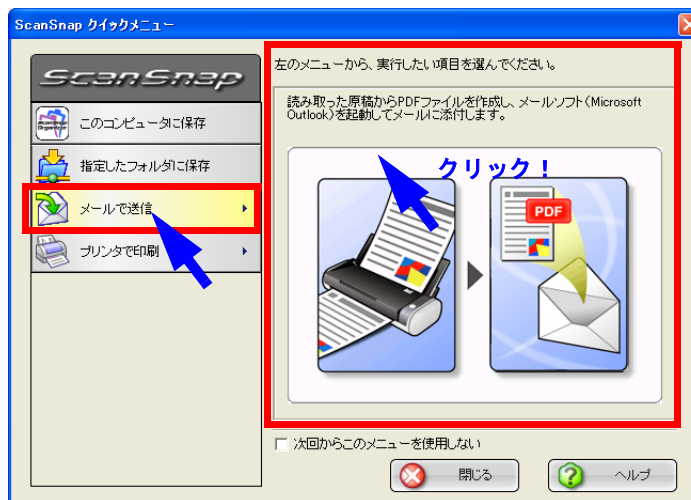 ScanSnap クイックメニュー
ScanSnap
このコンピュータに保存
指定したフォルダに保存
メールで送信
プリンタで印刷
左のメニューから、実行したい項目を選んでください。
読み取った原稿からPDFファイルを作成し、メールソフト(Microsoft
Outlook)を起動してメールに添付します。
クリック!
PDF
次回からこのメニューを使用しない
閉じる
ヘルプ